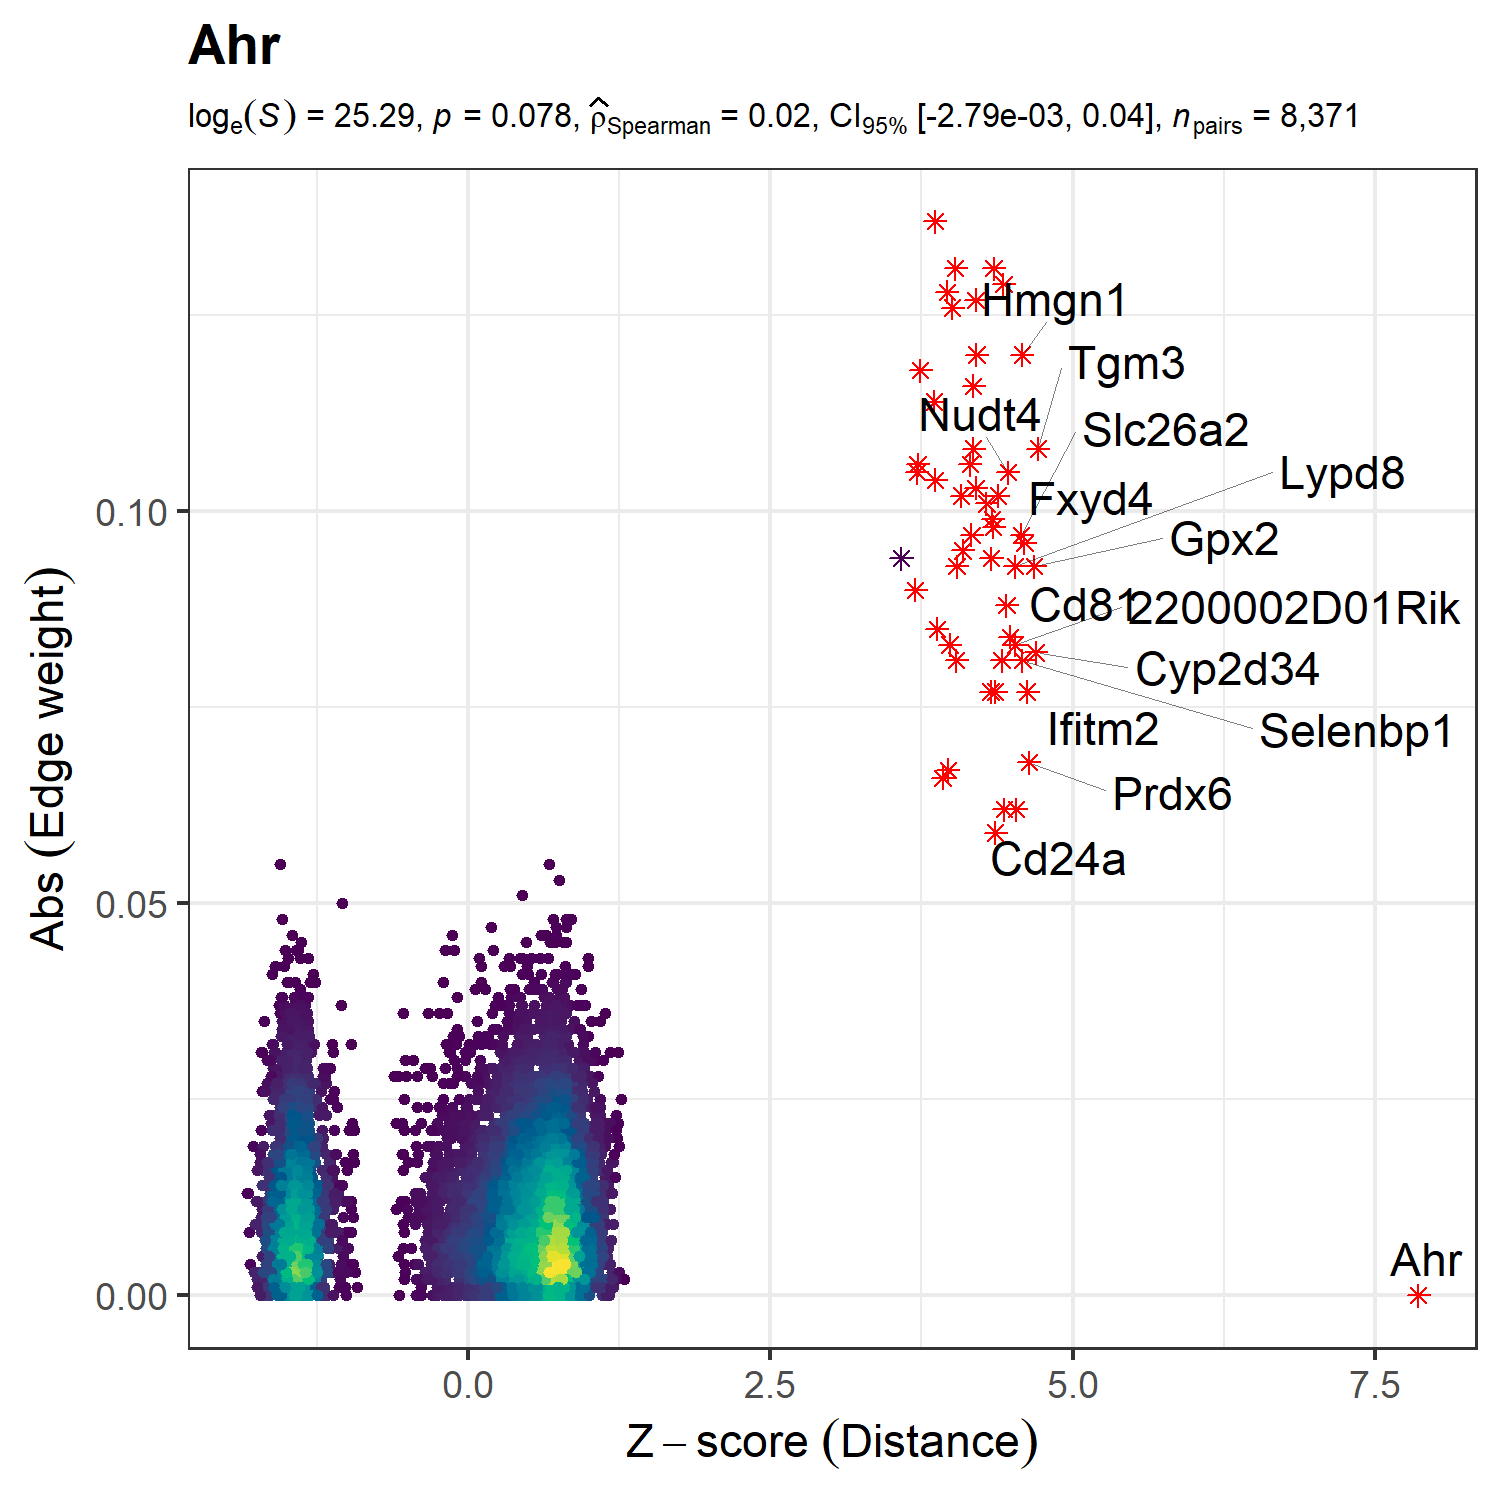 Ahr
logₑ(S) = 25.29, p = 0.078, ρ̂Spearman = 0.02, CI95% [-2.79e-03, 0.04], npairs = 8,371
Hmgn1
Tgm3
Nudt4
Slc26a2
Lypd8
Fxyd4
Gpx2
Cd81
2200002D01Rik
Cyp2d34
Ifitm2
Selenbp1
Prdx6
Cd24a
Ahr
0.10
0.05
0.00
0.0
2.5
5.0
7.5
Abs (Edge weight)
Z – score (Distance)